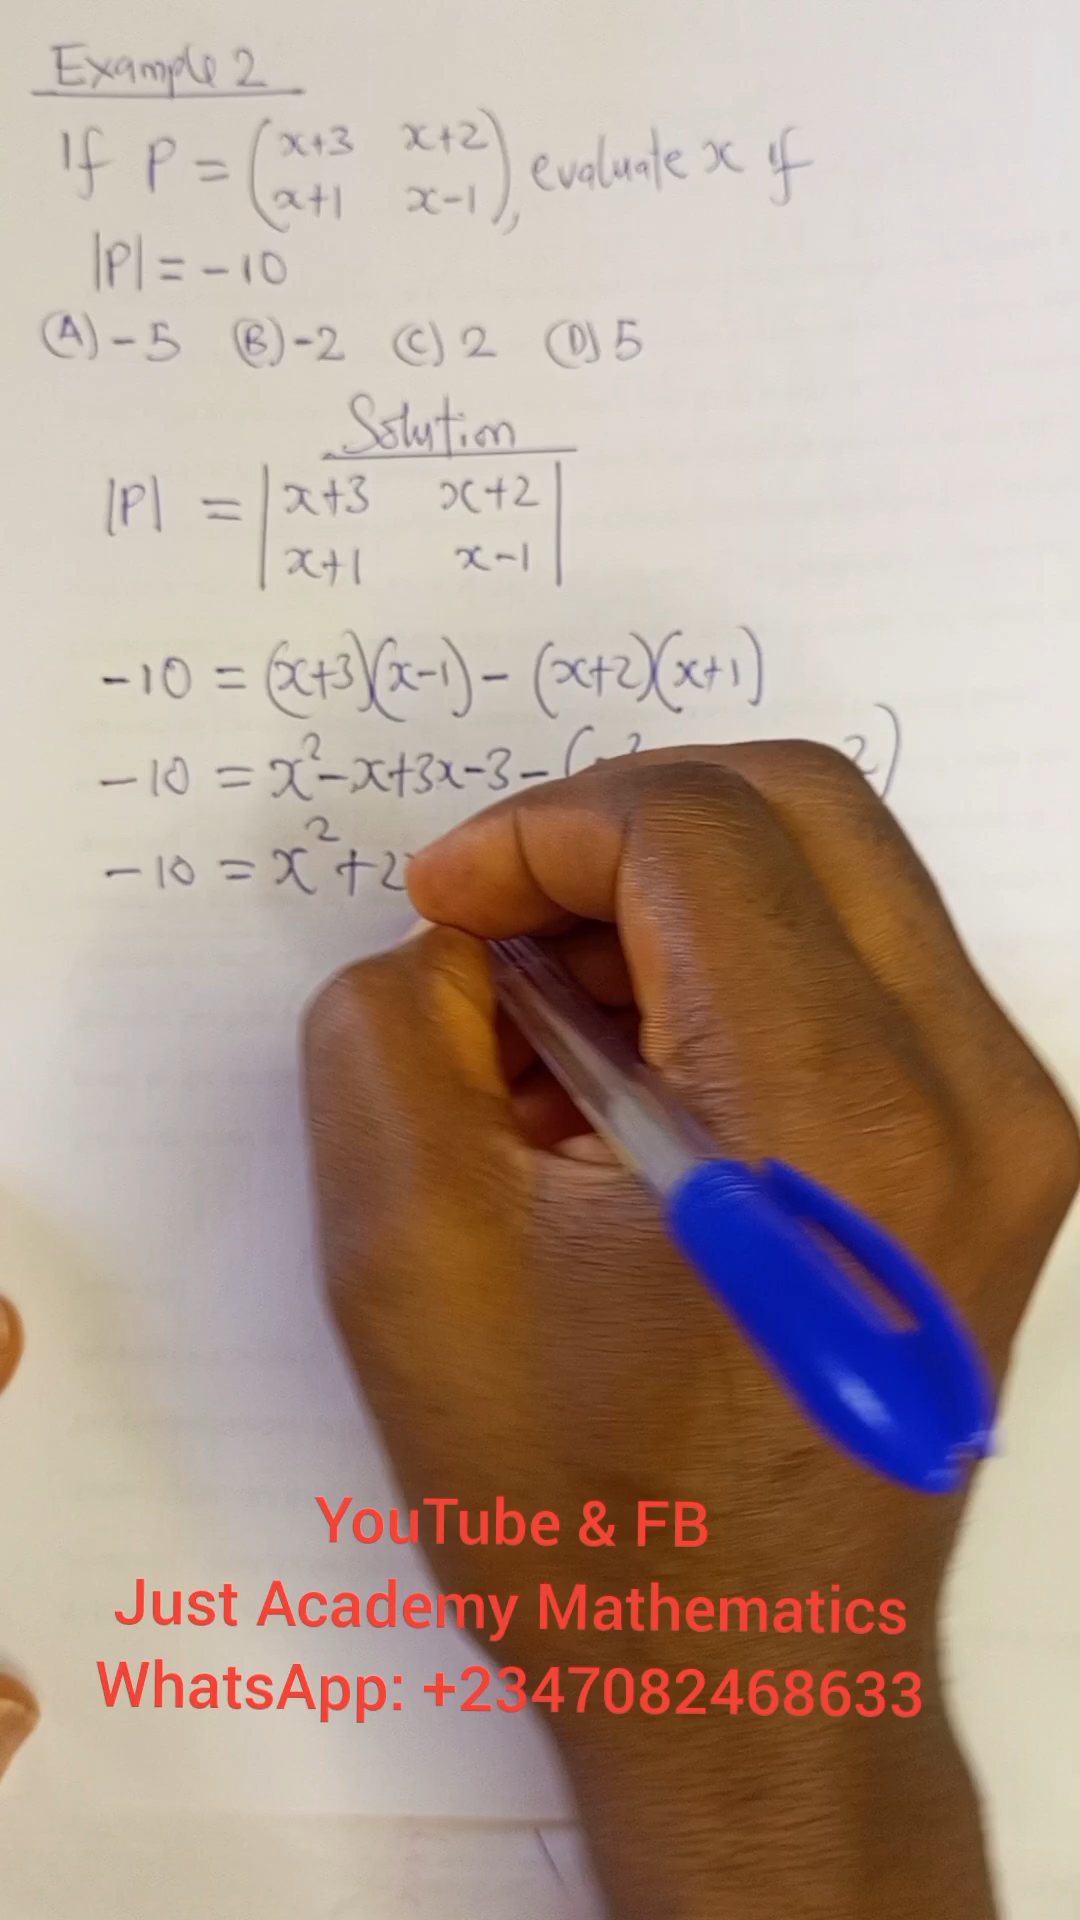 Example 2
If P = (x+3 x+2
x+1 x-1), evaluate x if
|P| = -10
(A) -5 (B) -2 (C) 2 (D) 5
Solution
|P| = |x+3 x+2
x+1 x-1|
-10 = (x+3)(x-1) - (x+2)(x+1)
-10 = x²-x+3x-3-( 2)
-10 = x²+2
YouTube & FB
Just Academy Mathematics
WhatsApp: +2347082468633